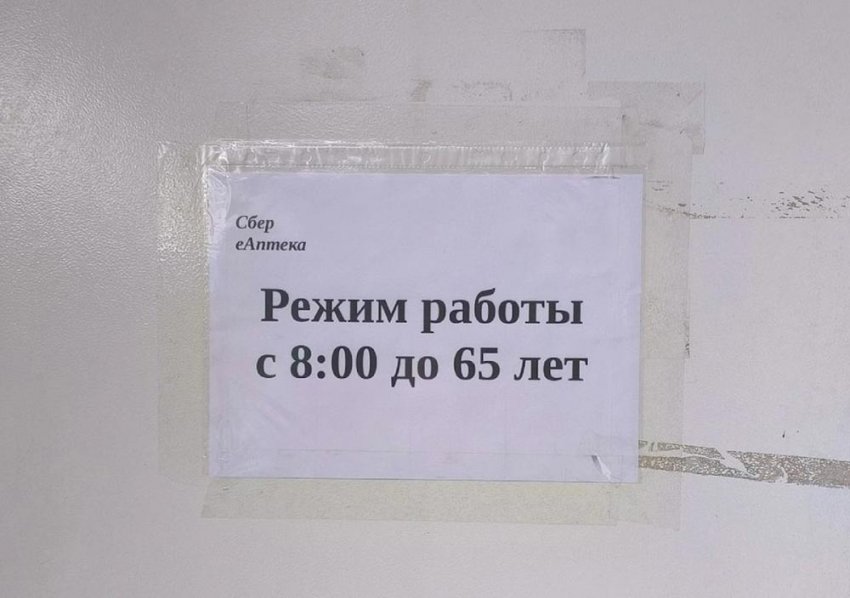 Сбер
еАптека
Режим работы
с 8:00 до 65 лет